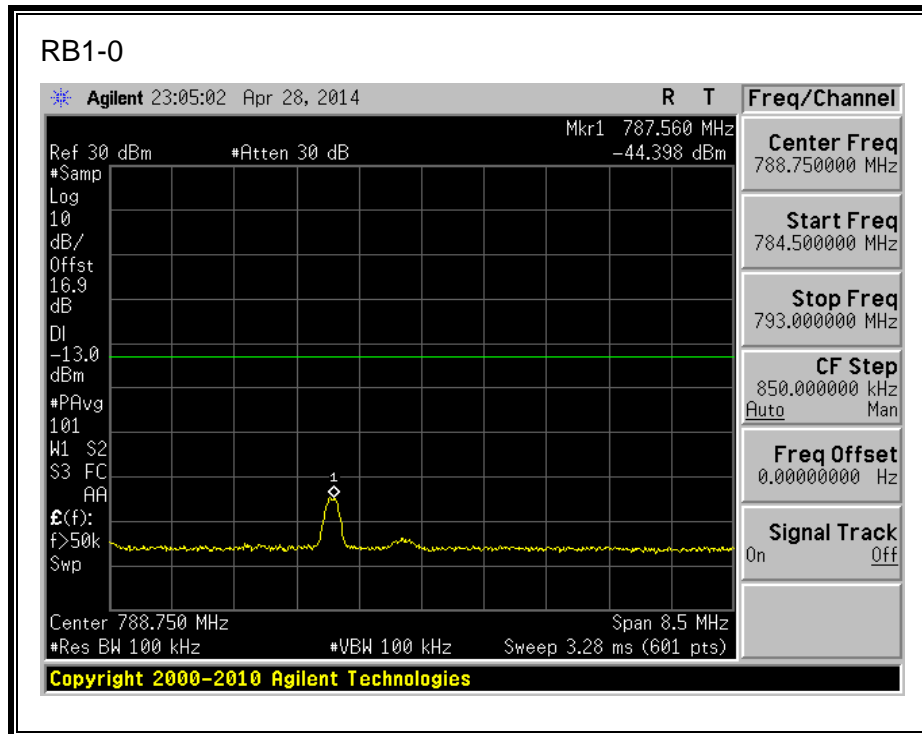 RB1-0
Agilent 23:05:02 Apr 28, 2014 R T
Freq/Channel
Mkr1 787.560 MHz
Ref 30 dBm #Atten 30 dB -44.398 dBm
#Samp
Log
10
dB/
Offst
16.9
dB
DI
-13.0
dBm
#PAvg
101
W1 S2
S3 FC
AA
£(f):
f>50k
Swp
1
Center 788.750 MHz Span 8.5 MHz
#Res BW 100 kHz #VBW 100 kHz Sweep 3.28 ms (601 pts)
Center Freq
788.750000 MHz
Start Freq
784.500000 MHz
Stop Freq
793.000000 MHz
CF Step
850.000000 kHz
Auto Man
Freq Offset
0.00000000 Hz
Signal Track
On Off
Copyright 2000-2010 Agilent Technologies